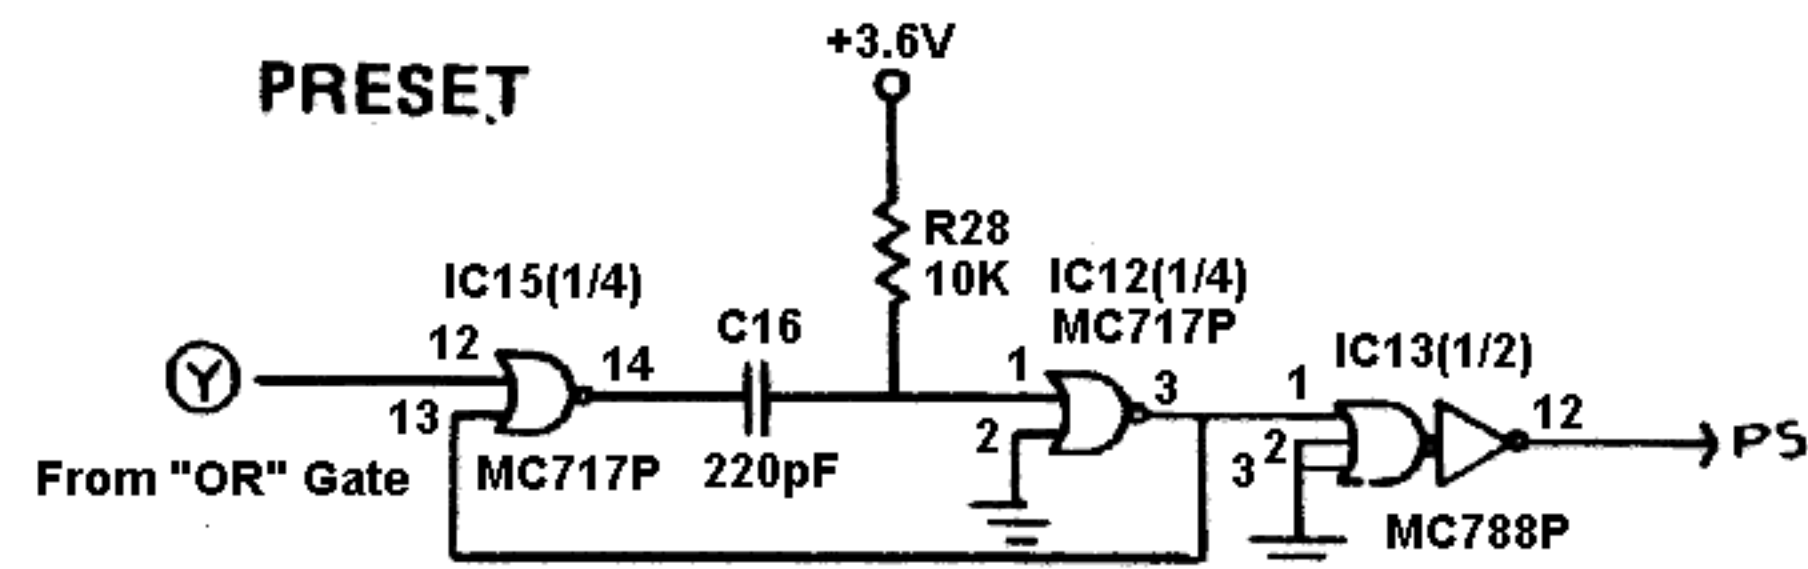 PRESET
+3.6V
R28
10K
IC15(1/4)
C16
IC12(1/4)
MC717P
IC13(1/2)
12
14
1
3
1
12
Y
13
2
2
3
PS
From "OR" Gate
MC717P
220pF
MC788P